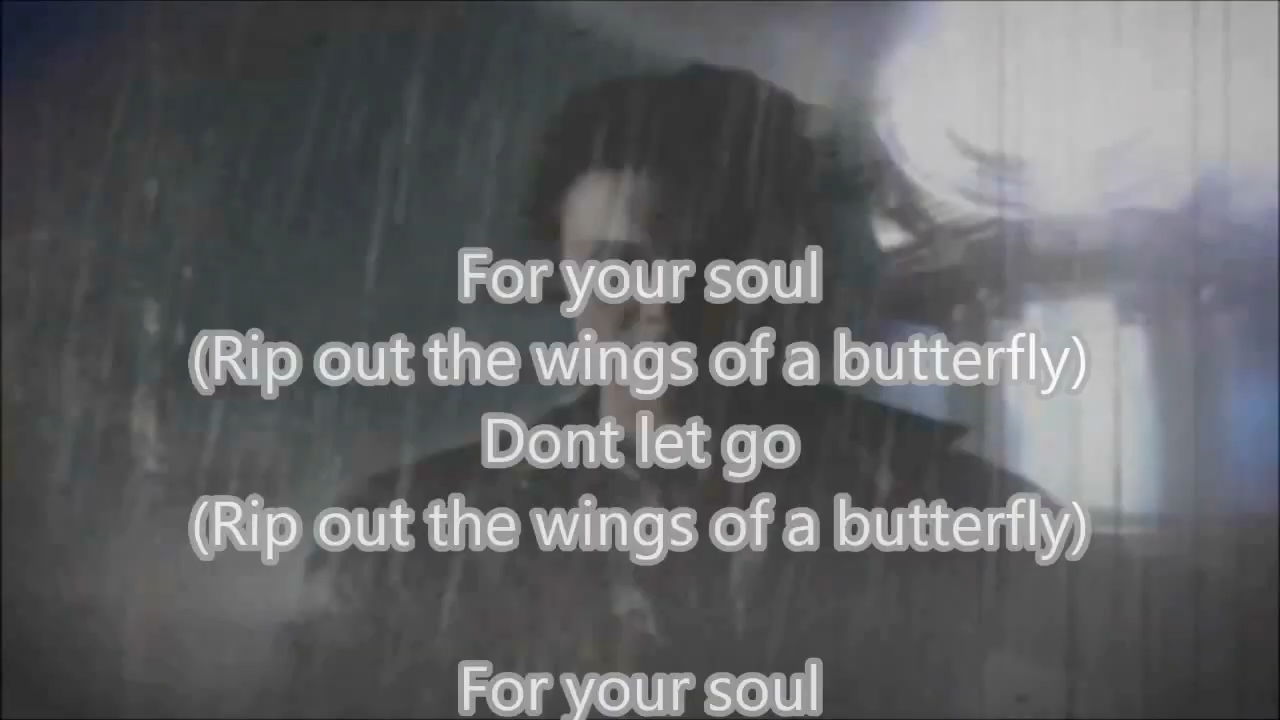 For your soul
(Rip out the wings of a butterfly)
Dont let go
(Rip out the wings of a butterfly)
For your soul